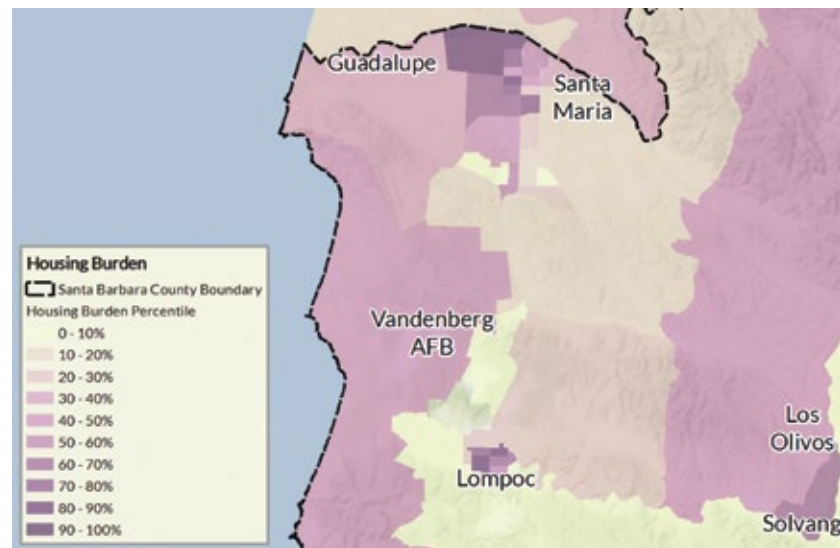 Guadalupe
Santa
Maria
Housing Burden
Santa Barbara County Boundary
Housing Burden Percentile
0 - 10%
10 - 20%
20 - 30%
30 - 40%
40 - 50%
50 - 60%
60 - 70%
70 - 80%
80 - 90%
90 - 100%
Vandenberg
AFB
Los
Olivos
Lompoc
Solvang